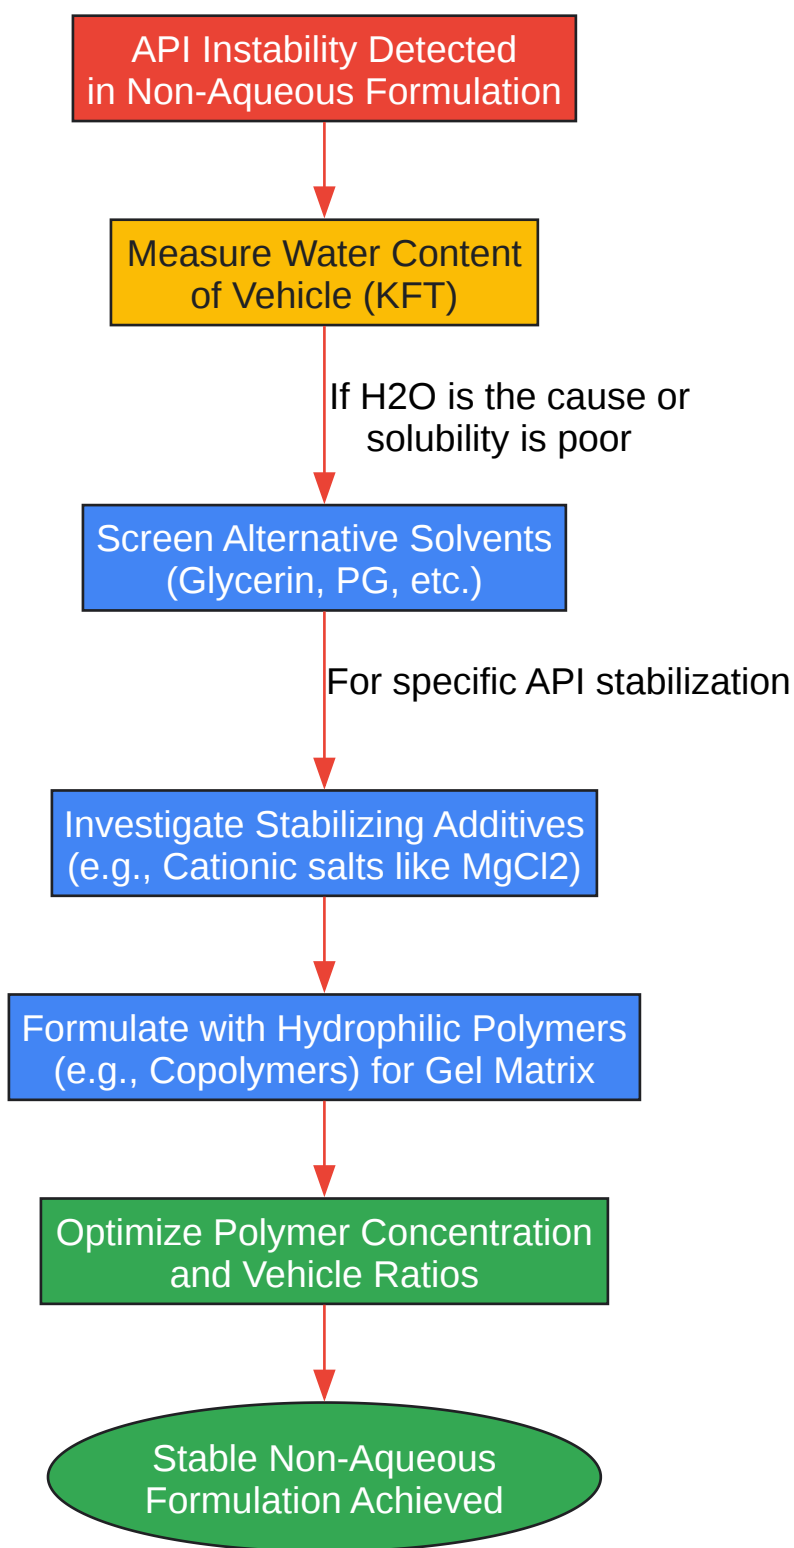 API Instability Detected
in Non-Aqueous Formulation
Measure Water Content
of Vehicle (KFT)
If H2O is the cause or
solubility is poor
Screen Alternative Solvents
(Glycerin, PG, etc.)
For specific API stabilization
Investigate Stabilizing Additives
(e.g., Cationic salts like MgCl2)
Formulate with Hydrophilic Polymers
(e.g., Copolymers) for Gel Matrix
Optimize Polymer Concentration
and Vehicle Ratios
Stable Non-Aqueous
Formulation Achieved